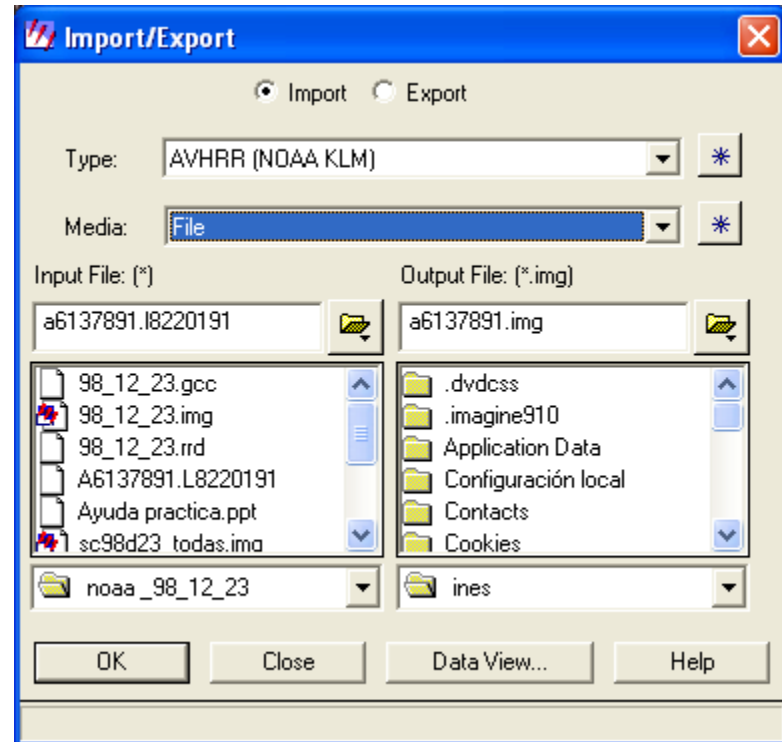 Import/Export
Import Export
Type: AVHRR (NOAA KLM)
Media: File
Input File: (*) Output File: (*.img)
a6137891.l8220191 a6137891.img
98_12_23.gcc .dvdcss
98_12_23.img .imagine910
98_12_23.rrd Application Data
A6137891.L8220191 Configuración local
Ayuda practica.ppt Contacts
sc98d23_todas.img Cookies
noaa_98_12_23 ines
OK Close Data View... Help